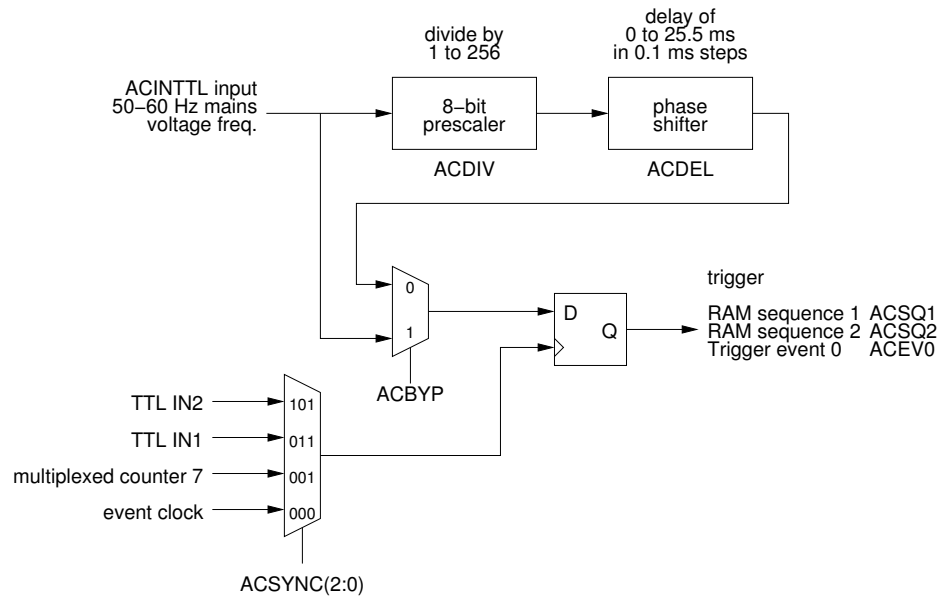 divide by
1 to 256
delay of
0 to 25.5 ms
in 0.1 ms steps
ACINTTL input
50−60 Hz mains
voltage freq.
8−bit
prescaler
phase
shifter
ACDIV
ACDEL
0
1
ACBYP
D
Q
trigger
RAM sequence 1 ACSQ1
RAM sequence 2 ACSQ2
Trigger event 0 ACEV0
TTL IN2
101
TTL IN1
011
multiplexed counter 7
001
event clock
000
ACSYNC(2:0)